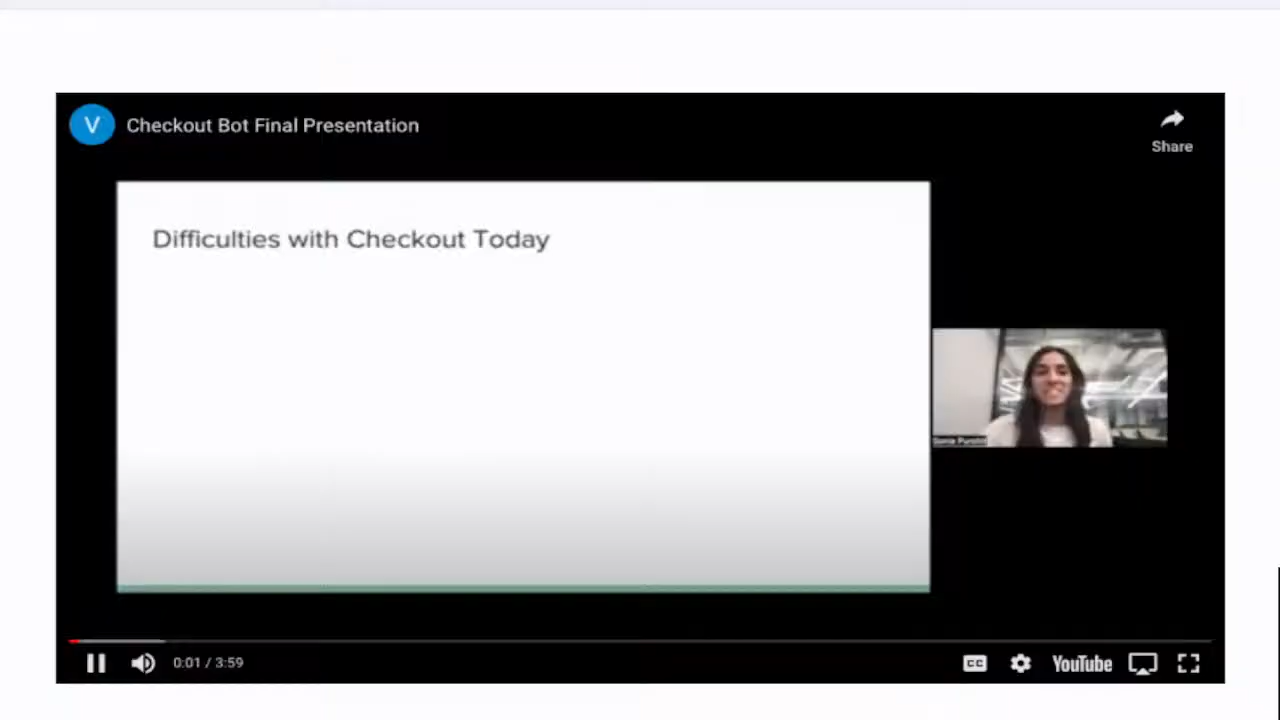 V
Checkout Bot Final Presentation
Share
Difficulties with Checkout Today
0:01 / 3:59
CC
YouTube